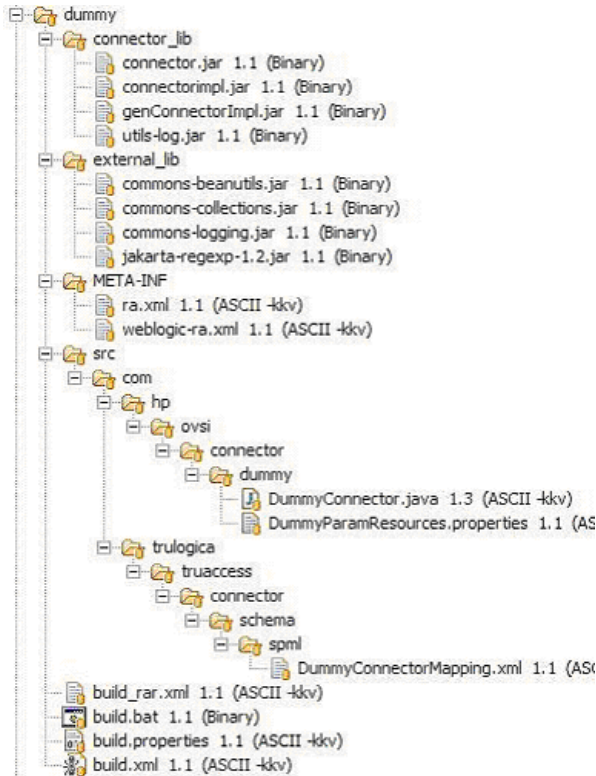 dummy
connector_lib
connector.jar 1.1 (Binary)
connectorimpl.jar 1.1 (Binary)
genConnectorImpl.jar 1.1 (Binary)
utils-log.jar 1.1 (Binary)
external_lib
commons-beanutils.jar 1.1 (Binary)
commons-collections.jar 1.1 (Binary)
commons-logging.jar 1.1 (Binary)
jakarta-regexp-1.2.jar 1.1 (Binary)
META-INF
ra.xml 1.1 (ASCII -kkv)
weblogic-ra.xml 1.1 (ASCII -kkv)
src
com
hp
ovsi
connector
dummy
DummyConnector.java 1.3 (ASCII -kkv)
DummyParamResources.properties 1.1 (AS
trulogica
truaccess
connector
schema
spml
DummyConnectorMapping.xml 1.1 (ASC
build_rar.xml 1.1 (ASCII -kkv)
build.bat 1.1 (Binary)
build.properties 1.1 (ASCII -kkv)
build.xml 1.1 (ASCII -kkv)